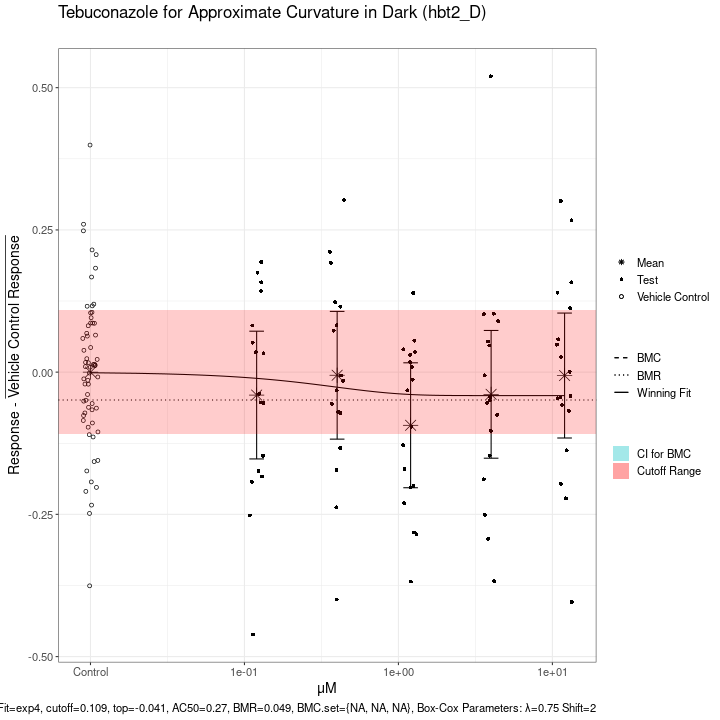 Tebuconazole for Approximate Curvature in Dark (hbt2_D)
Response - Vehicle Control Response
0.50
0.25
0.00
-0.25
-0.50
Control
1e-01
1e+00
1e+01
μM
Mean
Test
Vehicle Control
BMC
BMR
Winning Fit
CI for BMC
Cutoff Range
Fit=exp4, cutoff=0.109, top=-0.041, AC50=0.27, BMR=0.049, BMC.set={NA, NA, NA}, Box-Cox Parameters: λ=0.75 Shift=2